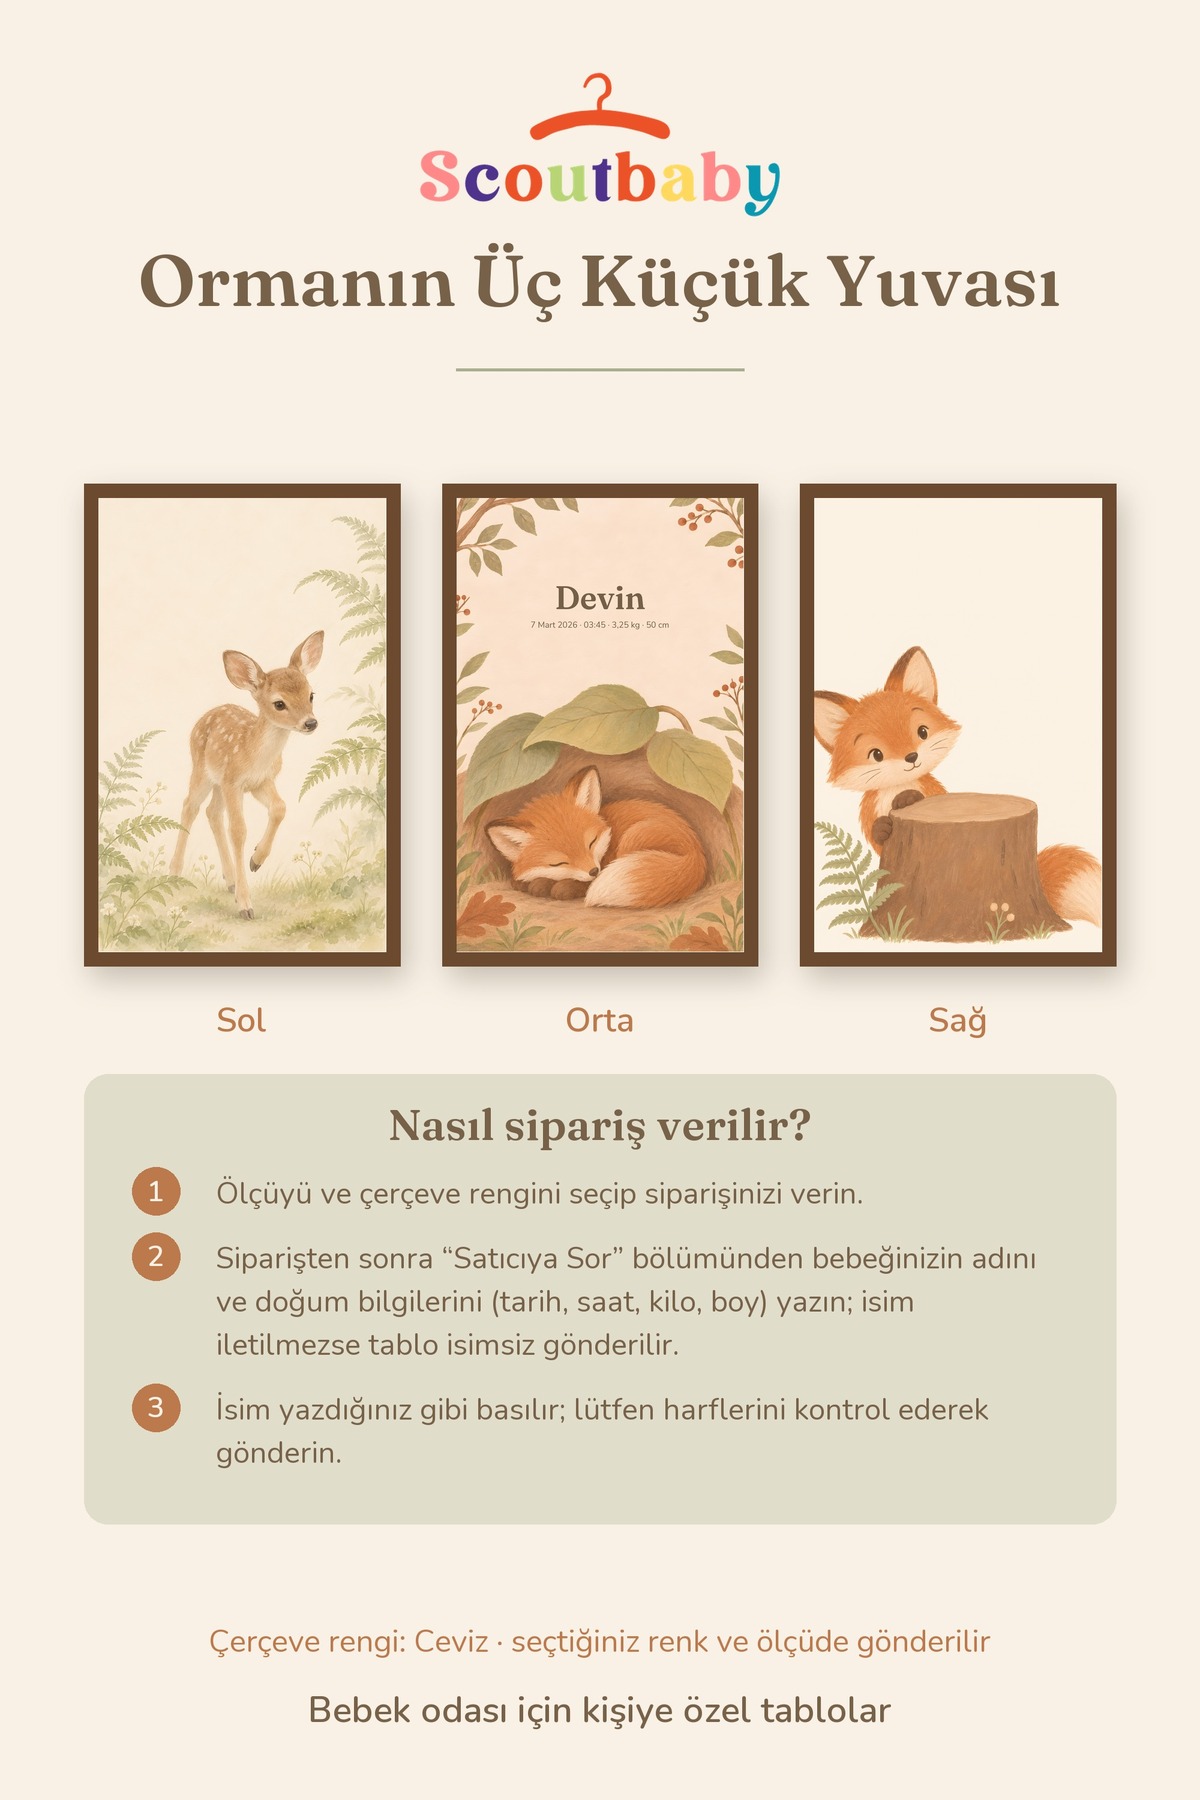 Scoutbaby
Ormanın Üç Küçük Yuvası
Devin
7 Mart 2026 · 03:45 · 3,25 kg · 50 cm
Sol
Orta
Sağ
Nasıl sipariş verilir?
1 Ölçüyü ve çerçeve rengini seçip siparişinizi verin.
2 Siparişten sonra “Satıcıya Sor” bölümünden bebeğinizin adını
ve doğum bilgilerini (tarih, saat, kilo, boy) yazın; isim
iletilmezse tablo isimsiz gönderilir.
3 İsim yazdığınız gibi basılır; lütfen harflerini kontrol ederek
gönderin.
Çerçeve rengi: Ceviz · seçtiğiniz renk ve ölçüde gönderilir
Bebek odası için kişiye özel tablolar